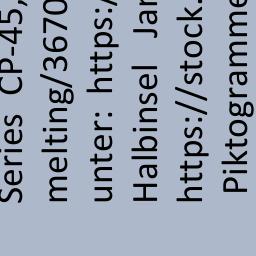 Series CP-45,
melting/3670
unter: https:/
Halbinsel Jar
https://stock.
Piktogramme